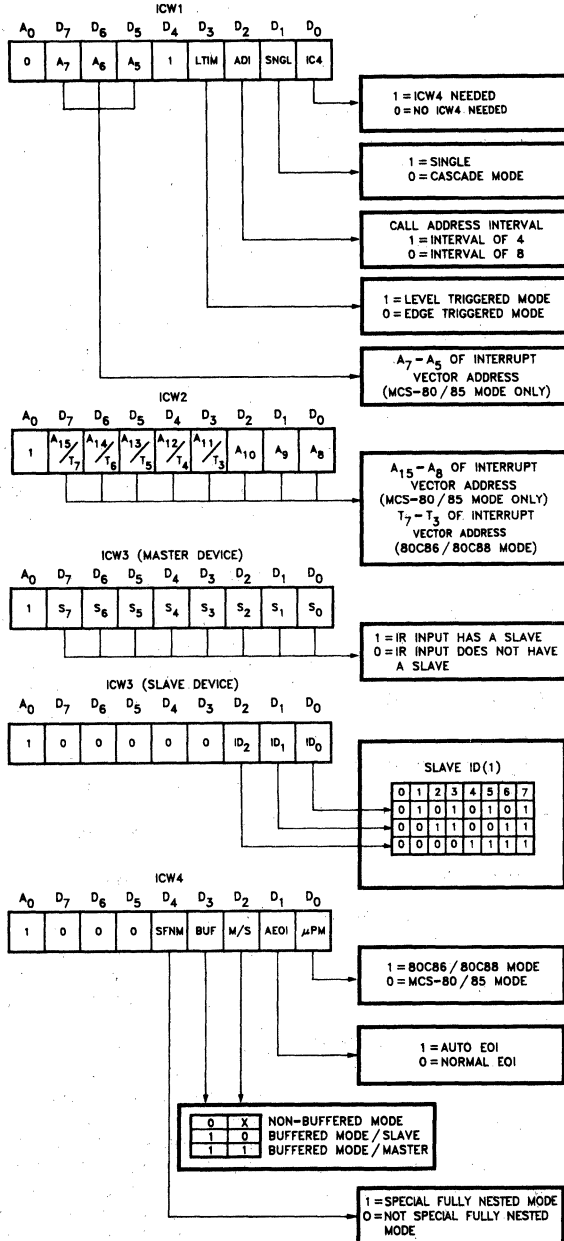 ICW1
A0 D7 D6 D5 D4 D3 D2 D1 D0
0 A7 A6 A5 1 LTIM ADI SNGL IC4
1 = ICW4 NEEDED
0 = NO ICW4 NEEDED
1 = SINGLE
0 = CASCADE MODE
CALL ADDRESS INTERVAL
1 = INTERVAL OF 4
0 = INTERVAL OF 8
1 = LEVEL TRIGGERED MODE
0 = EDGE TRIGGERED MODE
A7 – A5 OF INTERRUPT
VECTOR ADDRESS
(MCS-80/85 MODE ONLY)
ICW2
A0 D7 D6 D5 D4 D3 D2 D1 D0
1 A15/T7 A14/T6 A13/T5 A12/T4 A11/T3 A10 A9 A8
A15 – A8 OF INTERRUPT
VECTOR ADDRESS
(MCS-80/85 MODE ONLY)
T7 – T3 OF INTERRUPT
VECTOR ADDRESS
(80C86/80C88 MODE)
ICW3 (MASTER DEVICE)
A0 D7 D6 D5 D4 D3 D2 D1 D0
1 S7 S6 S5 S4 S3 S2 S1 S0
1 = IR INPUT HAS A SLAVE
0 = IR INPUT DOES NOT HAVE
A SLAVE
ICW3 (SLAVE DEVICE)
A0 D7 D6 D5 D4 D3 D2 D1 D0
1 0 0 0 0 0 ID2 ID1 ID0
SLAVE ID(1)
0 1 2 3 4 5 6 7
0 1 0 1 0 1 0 1
0 0 1 1 0 0 1 1
0 0 0 0 1 1 1 1
ICW4
A0 D7 D6 D5 D4 D3 D2 D1 D0
1 0 0 0 SFNM BUF M/S AEOI µPM
1 = 80C86/80C88 MODE
0 = MCS-80/85 MODE
1 = AUTO EOI
0 = NORMAL EOI
0 X NON-BUFFERED MODE
1 0 BUFFERED MODE/SLAVE
1 1 BUFFERED MODE/MASTER
1 = SPECIAL FULLY NESTED MODE
0 = NOT SPECIAL FULLY NESTED
MODE